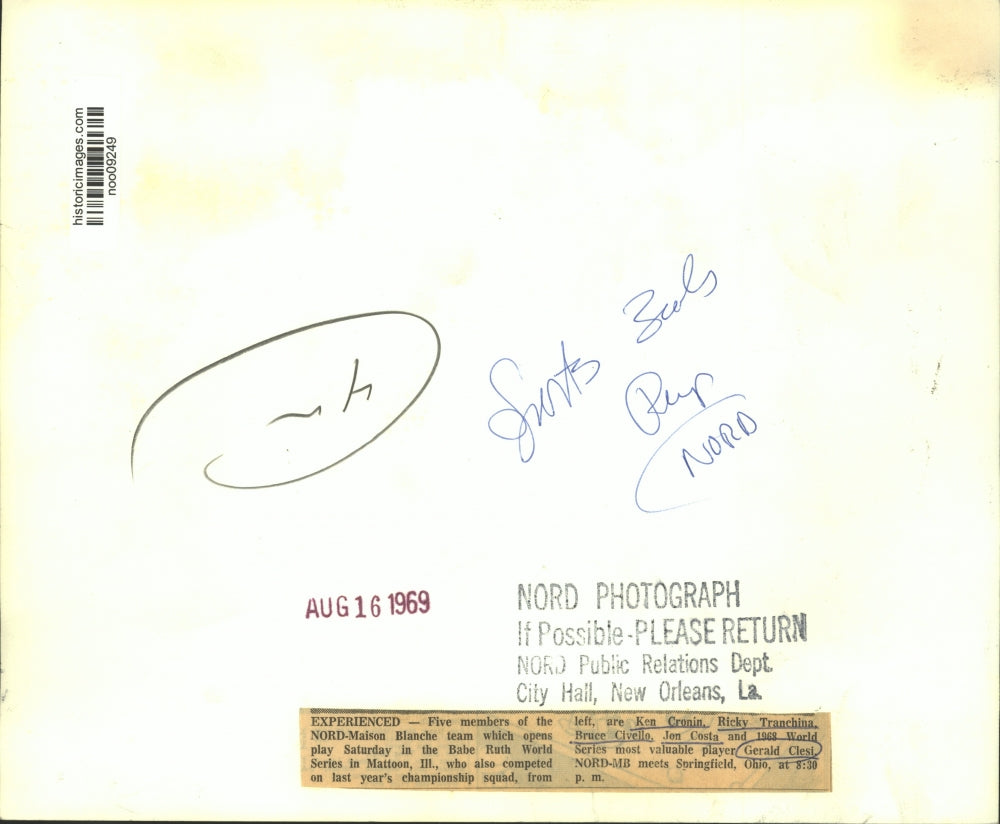 historicimages.com
noo09249
Sports
NORD
AUG 16 1969
NORD PHOTOGRAPH
If Possible-PLEASE RETURN
NORD Public Relations Dept.
City Hall, New Orleans, La.
EXPERIENCED — Five members of the
NORD-Maison Blanche team which opens
play Saturday in the Babe Ruth World
Series in Mattoon, Ill., who also competed
on last year's championship squad, from
left, are Ken Cronin, Ricky Tranchina,
Bruce Civello, Jon Costa and 1968 World
Series most valuable player Gerald Clesi.
NORD-MB meets Springfield, Ohio, at 8:30
p. m.